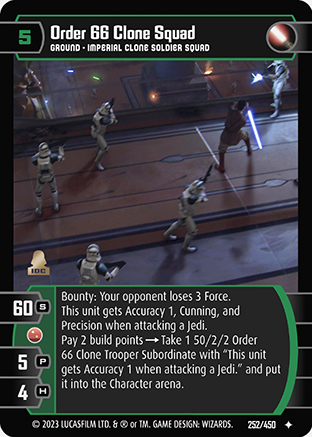 5
Order 66 Clone Squad
GROUND • IMPERIAL CLONE SOLDIER SQUAD
IDC
60 S
5 P
4 H
Bounty: Your opponent loses 3 Force.
This unit gets Accuracy 1, Cunning, and
Precision when attacking a Jedi.
Pay 2 build points → Take 1 50/2/2 Order
66 Clone Trooper Subordinate with “This unit
gets Accuracy 1 when attacking a Jedi.” and put
it into the Character arena.
© 2023 LUCASFILM LTD. & ® or TM. GAME DESIGN: WIZARDS.
252/450